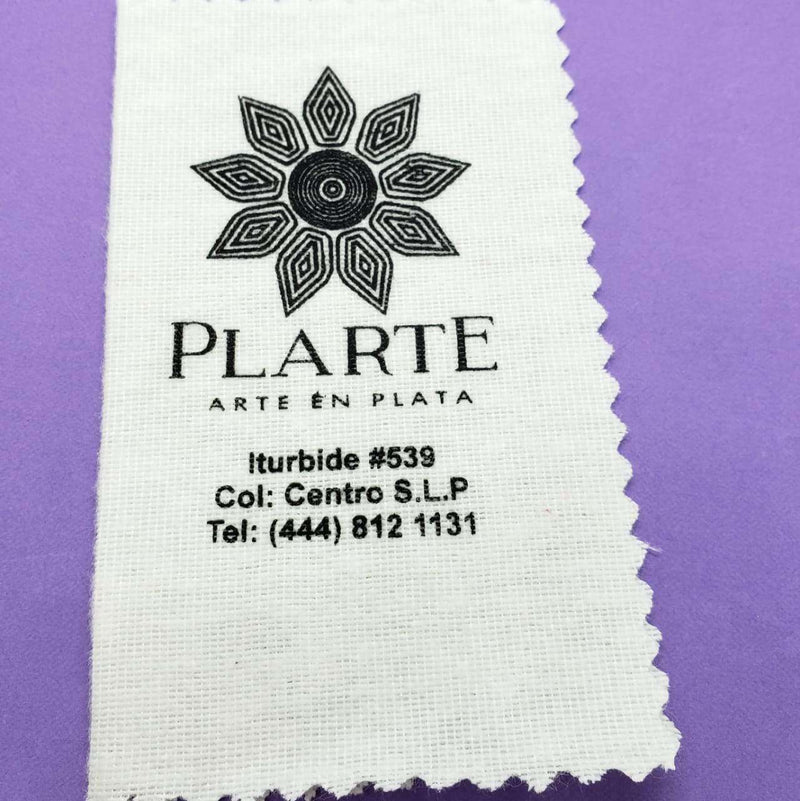 PLARTE
ARTE EN PLATA
Iturbide #539
Col: Centro S.L.P
Tel: (444) 812 1131